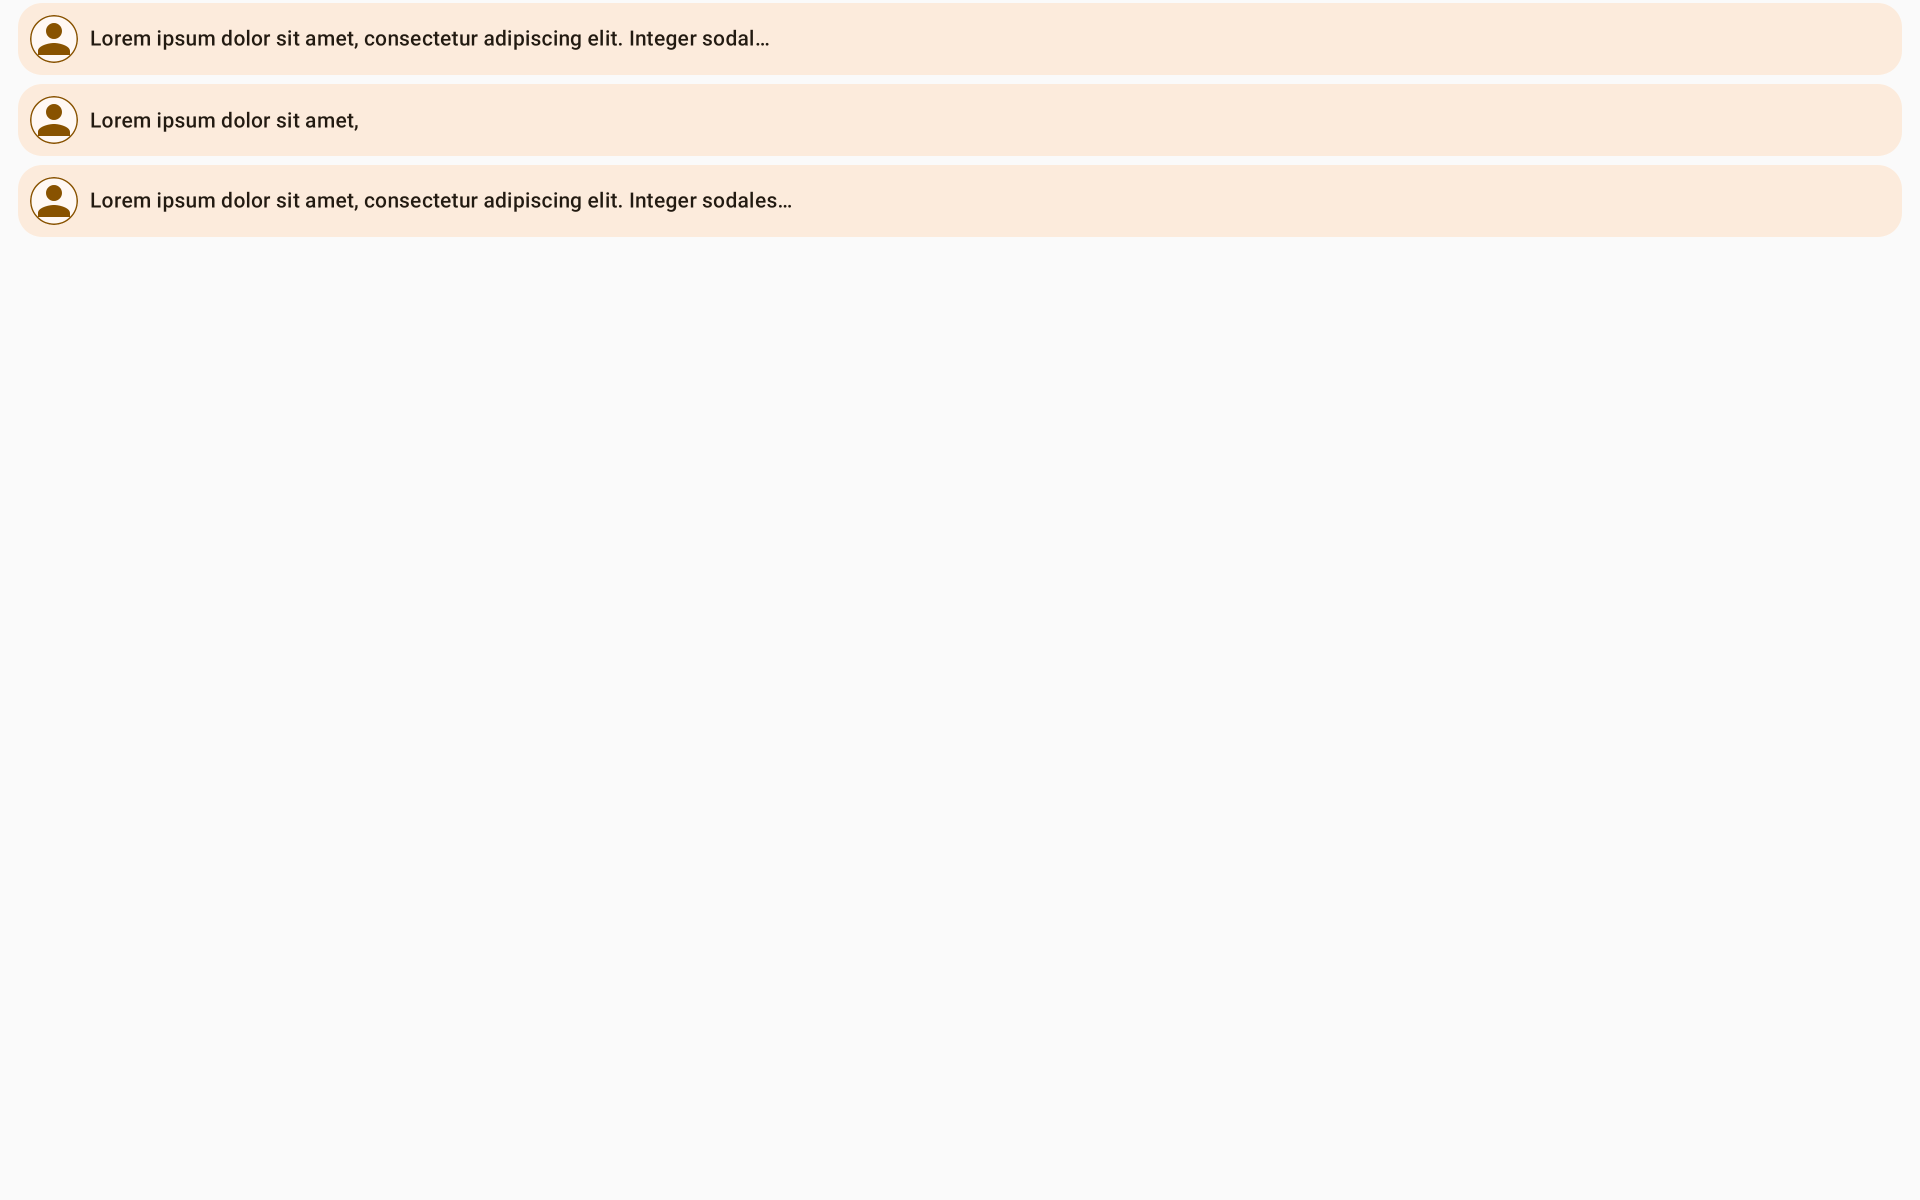 Lorem ipsum dolor sit amet, consectetur adipiscing elit. Integer sodal…
Lorem ipsum dolor sit amet,
Lorem ipsum dolor sit amet, consectetur adipiscing elit. Integer sodales…